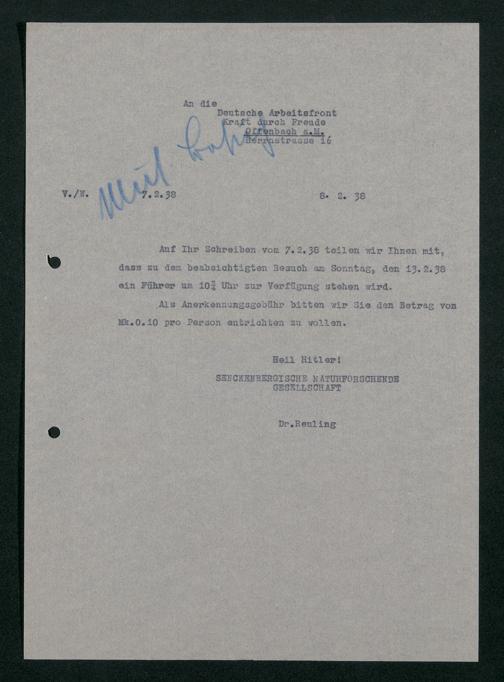 An die
Deutsche Arbeitsfront
Kraft durch Freude
Offenbach a.M.
Herrnstrasse 16
V./W. 7.2.38 8. 2. 38
Auf Ihr Schreiben vom 7.2.38 teilen wir Ihnen mit,
dass zu dem beabsichtigten Besuch am Sonntag, den 13.2.38
ein Führer um 10½ Uhr zur Verfügung stehen wird.
Als Anerkennungsgebühr bitten wir Sie den Betrag von
Mk.0.10 pro Person entrichten zu wollen.
Heil Hitler!
SENCKENBERGISCHE NATURFORSCHENDE
GESELLSCHAFT
Dr.Reuling